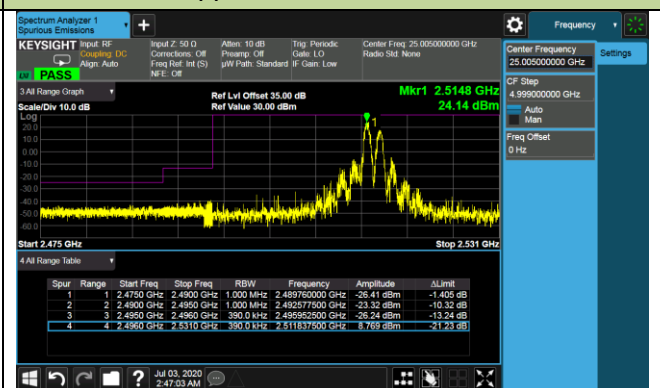 Spectrum Analyzer 1
Spurious Emissions
Frequency
KEYSIGHT Input: RF Input Z: 50 Ω Atten: 10 dB Trig: Periodic Center Freq: 25.005000000 GHz
Coupling: DC Corrections: Off Preamp: Off Gate: LO Radio Std: None
Align: Auto Freq Ref: Int (S) µW Path: Standard IF Gain: Low
NFE: Off
LXI PASS
3 All Range Graph
Ref Lvl Offset 35.00 dB Mkr1 2.5148 GHz
Scale/Div 10.0 dB Ref Value 30.00 dBm 24.14 dBm
Log
20.0
10.0
0.00
-10.0
-20.0
-30.0
-40.0
-50.0
-60.0
1
Start 2.475 GHz Stop 2.531 GHz
4 All Range Table
Spur Range Start Freq Stop Freq RBW Frequency Amplitude ΔLimit
1 1 2.4750 GHz 2.4900 GHz 1.000 MHz 2.489760000 GHz -26.41 dBm -1.405 dB
2 2 2.4900 GHz 2.4950 GHz 1.000 MHz 2.492577500 GHz -23.32 dBm -10.32 dB
3 3 2.4950 GHz 2.4960 GHz 390.0 kHz 2.495952500 GHz -26.24 dBm -13.24 dB
4 4 2.4960 GHz 2.5310 GHz 390.0 kHz 2.511837500 GHz 8.769 dBm -21.23 dB
Center Frequency
25.005000000 GHz
Settings
CF Step
4.999000000 GHz
Auto
Man
Freq Offset
0 Hz
?
Jul 03, 2020
2:47:03 AM